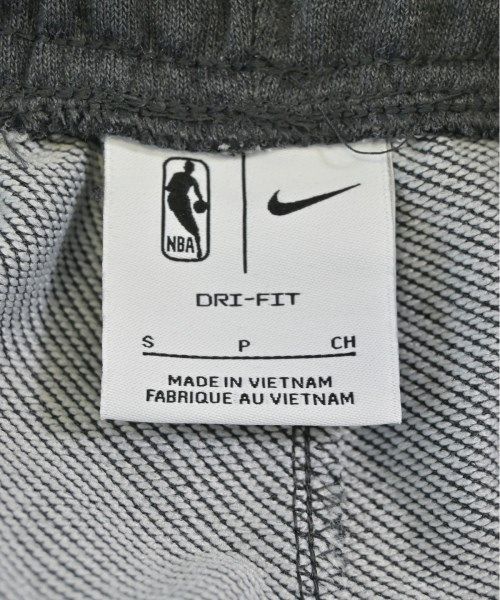 NBA
DRI-FIT
S P CH
MADE IN VIETNAM
FABRIQUE AU VIETNAM